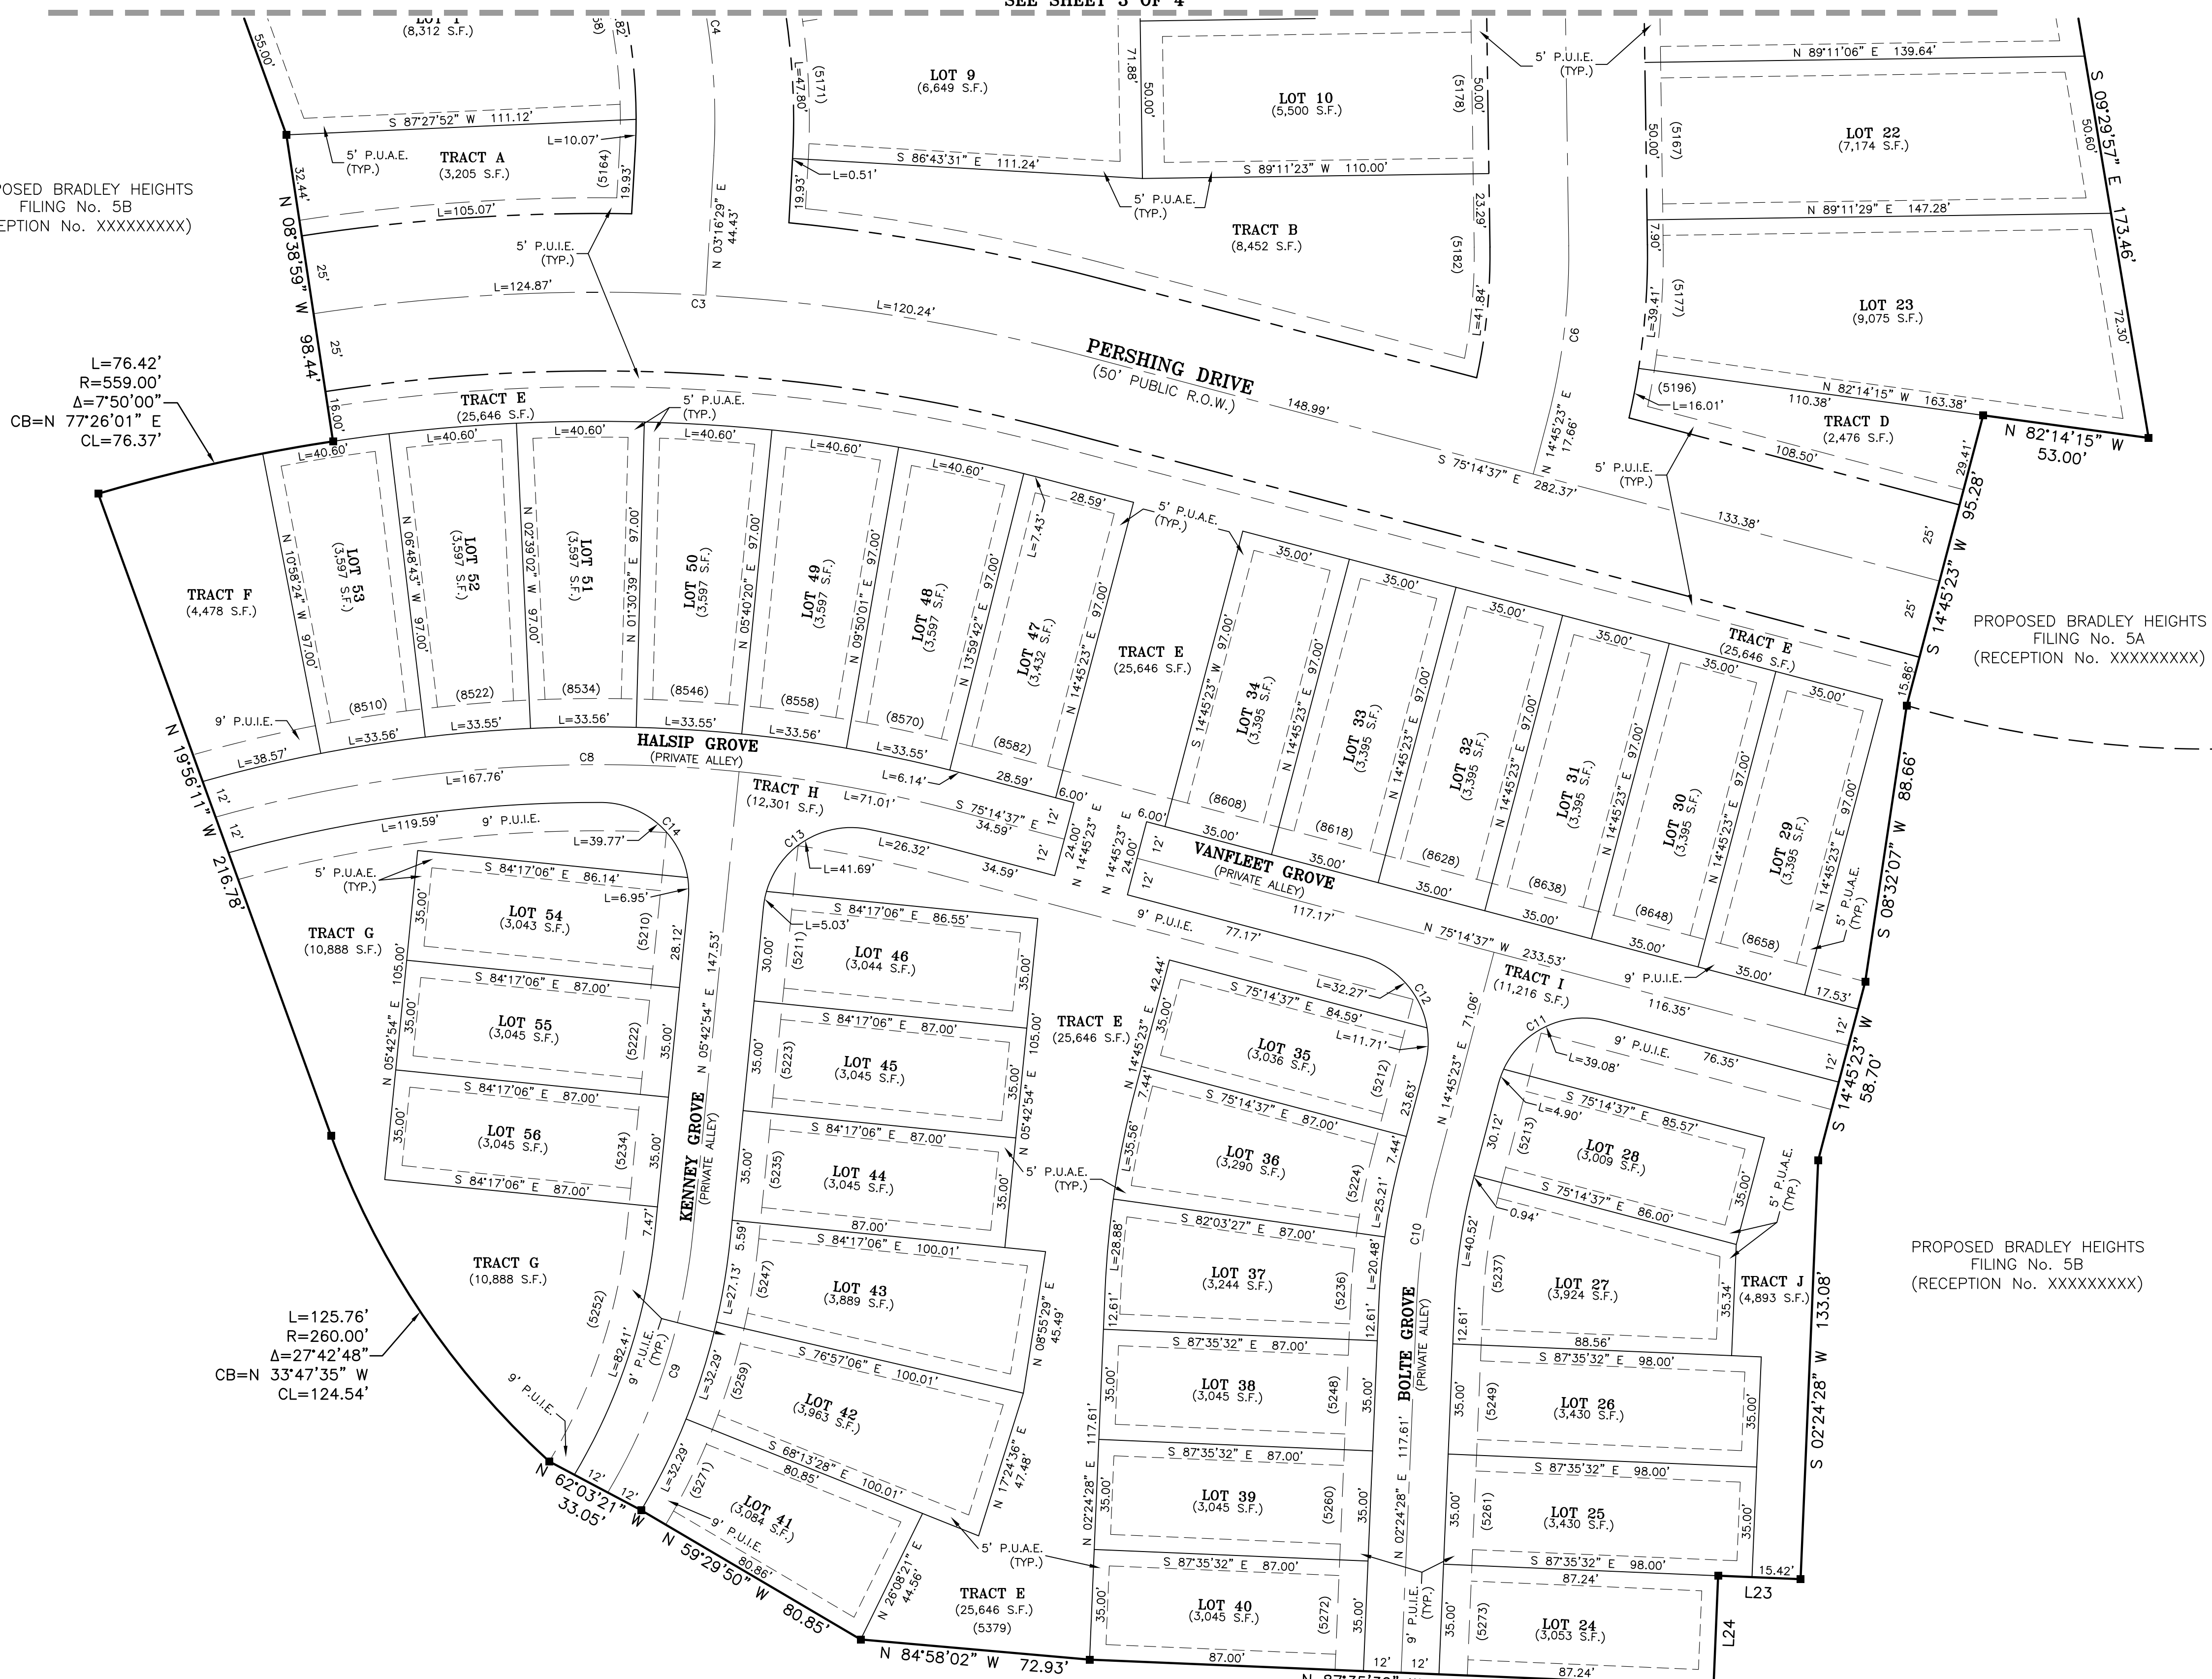 SEE SHEET 3 OF 4
55.00'
LOT 1
(8,312 S.F.)
S 87°27'52" W 111.12'
L=10.07'
5' P.U.A.E.
(TYP.)
TRACT A
(3,205 S.F.)
(5164)
19.93'
32.44'
L=105.07'
N 08°38'59" W 98.44'
25'
25'
16.00'
C4
N 03°16'29" E
44.43'
L=47.80'
(5171)
LOT 9
(6,649 S.F.)
71.88'
50.00'
LOT 10
(5,500 S.F.)
(5178)
50.00'
S 86°43'31" E 111.24'
L=0.51'
19.93'
S 89°11'23" W 110.00'
5' P.U.A.E.
(TYP.)
TRACT B
(8,452 S.F.)
23.29'
(5182)
L=41.84'
5' P.U.I.E.
(TYP.)
N 89°11'06" E 139.64'
50.00'
(5167)
LOT 22
(7,174 S.F.)
50.60'
S 09°29'57" E 173.46'
N 89°11'29" E 147.28'
7.90'
(5177)
L=39.41'
LOT 23
(9,075 S.F.)
72.30'
C6
(5196)
L=16.01'
N 82°14'15" W 163.38'
110.38'
TRACT D
(2,476 S.F.)
108.50'
29.41'
N 82°14'15" W
53.00'
S 14°45'23" W 95.28'
25'
25'
15.86'
5' P.U.I.E.
(TYP.)
5' P.U.I.E.
(TYP.)
L=124.87'
C3
L=120.24'
PERSHING DRIVE
(50' PUBLIC R.O.W.)
148.99'
N 14°45'23" E
17.66'
S 75°14'37" E 282.37'
133.38'
POSED BRADLEY HEIGHTS
FILING No. 5B
EPTION No. XXXXXXXXX)
L=76.42'
R=559.00'
Δ=7°50'00"
CB=N 77°26'01" E
CL=76.37'
PROPOSED BRADLEY HEIGHTS
FILING No. 5A
(RECEPTION No. XXXXXXXXX)
TRACT E
(25,646 S.F.)
5' P.U.A.E.
(TYP.)
L=40.60'
L=40.60'
L=40.60'
L=40.60'
L=40.60'
L=40.60'
L=7.43'
28.59'
5' P.U.A.E.
(TYP.)
TRACT F
(4,478 S.F.)
N 10°58'24" W 97.00'
LOT 53
(3,597 S.F.)
(8510)
N 06°48'43" W 97.00'
LOT 52
(3,597 S.F.)
(8522)
N 02°39'02" W 97.00'
LOT 51
(3,597 S.F.)
(8534)
N 01°30'39" E 97.00'
LOT 50
(3,597 S.F.)
(8546)
N 05°40'20" E 97.00'
LOT 49
(3,597 S.F.)
(8558)
N 09°50'01" E 97.00'
LOT 48
(3,597 S.F.)
(8570)
N 13°59'42" E 97.00'
LOT 47
(3,432 S.F.)
(8582)
N 14°45'23" E 97.00'
TRACT E
(25,646 S.F.)
S 14°45'23" W 97.00'
35.00'
LOT 34
(3,395 S.F.)
(8608)
N 14°45'23" E 97.00'
35.00'
LOT 33
(3,395 S.F.)
(8618)
N 14°45'23" E 97.00'
35.00'
LOT 32
(3,395 S.F.)
(8628)
N 14°45'23" E 97.00'
35.00'
LOT 31
(3,395 S.F.)
(8638)
N 14°45'23" E 97.00'
35.00'
LOT 30
(3,395 S.F.)
(8648)
N 14°45'23" E 97.00'
35.00'
LOT 29
(3,395 S.F.)
(8658)
N 14°45'23" E 97.00'
TRACT E
(25,646 S.F.)
5' P.U.A.E.
(TYP.)
S 08°32'07" W 88.66'
9' P.U.I.E.
L=38.57'
L=33.56'
L=33.55'
L=33.56'
L=33.55'
L=33.56'
L=33.55'
L=6.14'
28.59'
6.00'
HALSIP GROVE
(PRIVATE ALLEY)
C8
L=167.76'
L=71.01'
S 75°14'37" E
34.59'
TRACT H
(12,301 S.F.)
12'
12'
N 19°56'11" W 216.78'
L=119.59'
9' P.U.I.E.
L=39.77'
C14
C13
L=41.69'
L=26.32'
34.59'
12'
12'
24.00'
N 14°45'23" E
N 14°45'23" E
24.00'
6.00'
12'
12'
35.00'
35.00'
35.00'
35.00'
35.00'
35.00'
17.53'
VANFLEET GROVE
(PRIVATE ALLEY)
117.17'
N 75°14'37" W 233.53'
116.35'
9' P.U.I.E.
TRACT I
(11,216 S.F.)
9' P.U.I.E.
77.17'
L=32.27'
C12
C11
L=39.08'
9' P.U.I.E.
76.35'
12'
12'
S 14°45'23" W
58.70'
5' P.U.A.E.
(TYP.)
S 84°17'06" E 86.14'
L=6.95'
35.00'
LOT 54
(3,043 S.F.)
(5210)
28.12'
TRACT G
(10,888 S.F.)
N 05°42'54" E 105.00'
S 84°17'06" E 87.00'
35.00'
LOT 55
(3,045 S.F.)
(5222)
35.00'
S 84°17'06" E 87.00'
35.00'
LOT 56
(3,045 S.F.)
(5234)
35.00'
S 84°17'06" E 87.00'
7.47'
TRACT G
(10,888 S.F.)
(5252)
L=82.41'
9' P.U.I.E.
(TYP.)
C9
KENNEY GROVE
(PRIVATE ALLEY)
N 05°42'54" E 147.53'
L=5.03'
S 84°17'06" E 86.55'
30.00'
(5211)
LOT 46
(3,044 S.F.)
35.00'
S 84°17'06" E 87.00'
35.00'
(5223)
LOT 45
(3,045 S.F.)
35.00'
N 05°42'54" E 105.00'
S 84°17'06" E 87.00'
35.00'
(5235)
LOT 44
(3,045 S.F.)
35.00'
87.00'
S 84°17'06" E 100.01'
5.59'
L=27.13'
(5247)
LOT 43
(3,889 S.F.)
N 08°55'29" E
45.49'
S 76°57'06" E 100.01'
L=32.29'
(5259)
LOT 42
(3,963 S.F.)
N 17°24'36" E
47.48'
S 68°13'28" E 100.01'
80.85'
L=32.29'
(5271)
LOT 41
(3,084 S.F.)
9' P.U.I.E.
80.86'
N 26°08'21" E
44.56'
TRACT E
(25,646 S.F.)
5' P.U.A.E.
(TYP.)
42.44'
S 75°14'37" E 84.59'
35.00'
LOT 35
(3,036 S.F.)
L=11.71'
(5212)
23.63'
N 14°45'23" E
7.44'
S 75°14'37" E 87.00'
L=35.56'
LOT 36
(3,290 S.F.)
(5224)
7.44'
L=25.21'
S 82°03'27" E 87.00'
L=28.88'
12.61'
LOT 37
(3,244 S.F.)
(5236)
L=20.48'
12.61'
S 87°35'32" E 87.00'
35.00'
LOT 38
(3,045 S.F.)
(5248)
35.00'
N 02°24'28" E 117.61'
S 87°35'32" E 87.00'
35.00'
LOT 39
(3,045 S.F.)
(5260)
35.00'
S 87°35'32" E 87.00'
35.00'
LOT 40
(3,045 S.F.)
(5272)
35.00'
87.00'
N 14°45'23" E 71.06'
C10
BOLTE GROVE
(PRIVATE ALLEY)
N 02°24'28" E 117.61'
9' P.U.I.E.
(TYP.)
12'
12'
L=4.90'
S 75°14'37" E 85.57'
30.12'
(5213)
LOT 28
(3,009 S.F.)
35.00'
5' P.U.A.E.
(TYP.)
S 75°14'37" E 86.00'
0.94'
L=40.52'
12.61'
(5237)
LOT 27
(3,924 S.F.)
35.34'
88.56'
TRACT J
(4,893 S.F.)
S 87°35'32" E 98.00'
35.00'
(5249)
LOT 26
(3,430 S.F.)
35.00'
S 87°35'32" E 98.00'
35.00'
(5261)
LOT 25
(3,430 S.F.)
35.00'
S 87°35'32" E 98.00'
87.24'
15.42'
35.00'
(5273)
LOT 24
(3,053 S.F.)
87.24'
L23
L24
S 02°24'28" W 133.08'
PROPOSED BRADLEY HEIGHTS
FILING No. 5B
(RECEPTION No. XXXXXXXXX)
L=125.76'
R=260.00'
Δ=27°42'48"
CB=N 33°47'35" W
CL=124.54'
9' P.U.I.E.
12'
12'
N 62°03'21" W
33.05'
N 59°29'50" W 80.85'
5' P.U.A.E.
(TYP.)
TRACT E
(25,646 S.F.)
(5379)
N 84°58'02" W 72.93'